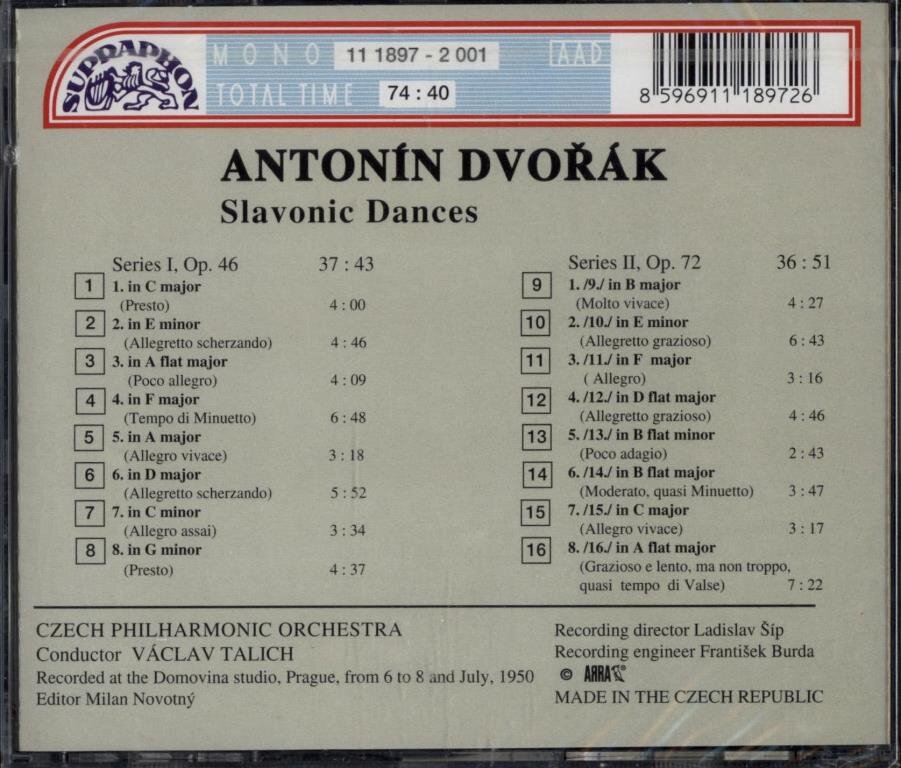 SUPRAPHON
MONO 11 1897 - 2 001 AAD
TOTAL TIME 74 : 40
8 596911 189726
ANTONÍN DVOŘÁK
Slavonic Dances
Series I, Op. 46 37 : 43
1 1. in C major
(Presto) 4 : 00
2 2. in E minor
(Allegretto scherzando) 4 : 46
3 3. in A flat major
(Poco allegro) 4 : 09
4 4. in F major
(Tempo di Minuetto) 6 : 48
5 5. in A major
(Allegro vivace) 3 : 18
6 6. in D major
(Allegretto scherzando) 5 : 52
7 7. in C minor
(Allegro assai) 3 : 34
8 8. in G minor
(Presto) 4 : 37
Series II, Op. 72 36 : 51
9 1. /9./ in B major
(Molto vivace) 4 : 27
10 2. /10./ in E minor
(Allegretto grazioso) 6 : 43
11 3. /11./ in F major
( Allegro) 3 : 16
12 4. /12./ in D flat major
(Allegretto grazioso) 4 : 46
13 5. /13./ in B flat minor
(Poco adagio) 2 : 43
14 6. /14./ in B flat major
(Moderato, quasi Minuetto) 3 : 47
15 7. /15./ in C major
(Allegro vivace) 3 : 17
16 8. /16./ in A flat major
(Grazioso e lento, ma non troppo,
quasi tempo di Valse) 7 : 22
CZECH PHILHARMONIC ORCHESTRA
Conductor VÁCLAV TALICH
Recorded at the Domovina studio, Prague, from 6 to 8 and July, 1950
Editor Milan Novotný
Recording director Ladislav Šíp
Recording engineer František Burda
© ARRA ®
MADE IN THE CZECH REPUBLIC